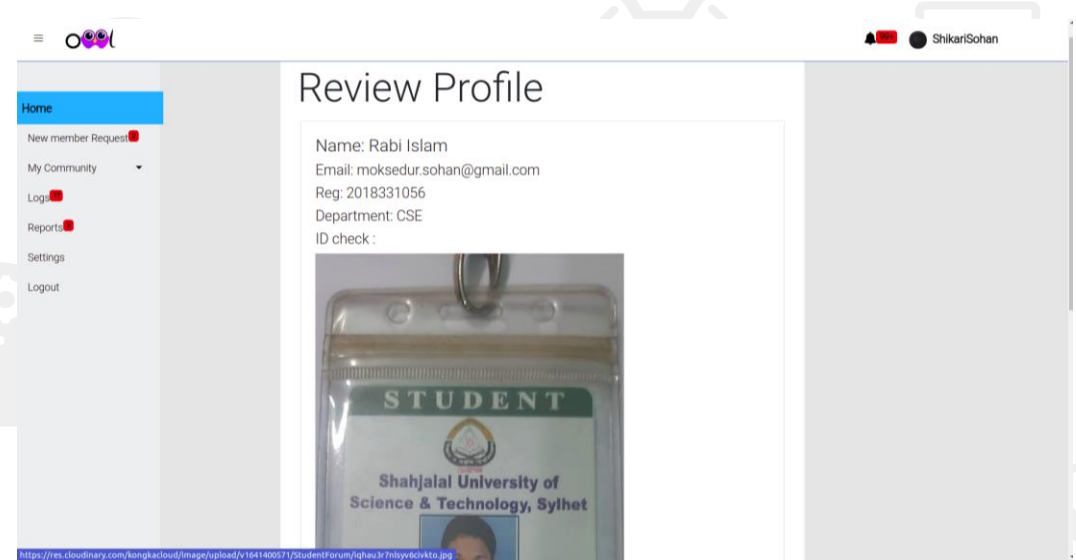 OWL
99+
ShikariSohan
Home
New member Request
My Community
Logs
Reports
Settings
Logout
Review Profile
Name: Rabi Islam
Email: moksedur.sohan@gmail.com
Reg: 2018331056
Department: CSE
ID check :
STUDENT
Shahjalal University of
Science & Technology, Sylhet
https://res.cloudinary.com/kongkacloud/image/upload/v1641400571/StudentForum/iqhau3r7nlsyv6civkto.jpg